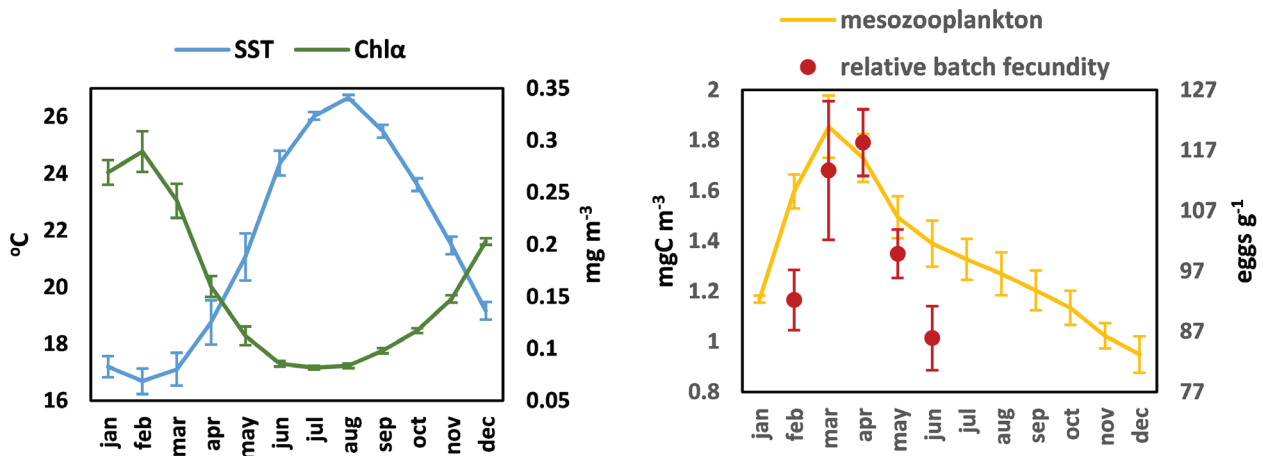 SST Chlα
26
24
22
20
18
16
ºC
0.35
0.3
0.25
0.2
0.15
0.1
0.05
mg m⁻³
jan feb mar apr may jun jul aug sep oct nov dec
mesozooplankton
relative batch fecundity
2
1.8
1.6
1.4
1.2
1
0.8
mgC m⁻³
127
117
107
97
87
77
eggs g⁻¹
jan feb mar apr may jun jul aug sep oct nov dec